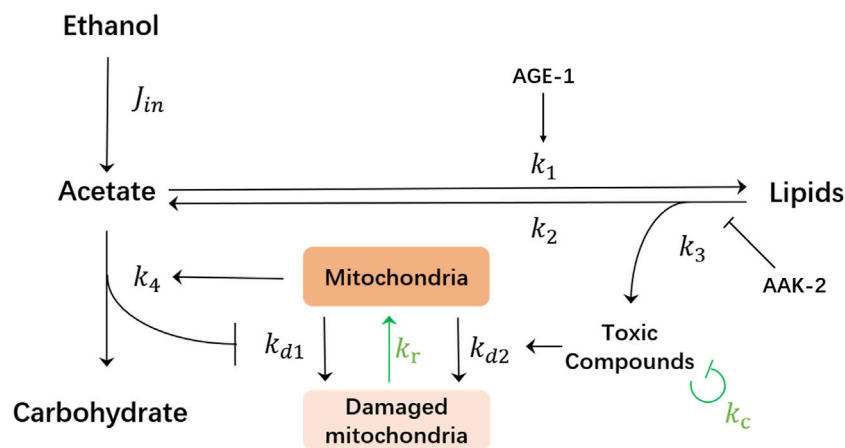 Ethanol
J_in
AGE-1
k_1
Acetate
Lipids
k_2
k_3
k_4
Mitochondria
AAK-2
k_d1
k_r
k_d2
Toxic
Compounds
Carbohydrate
Damaged
mitochondria
k_c